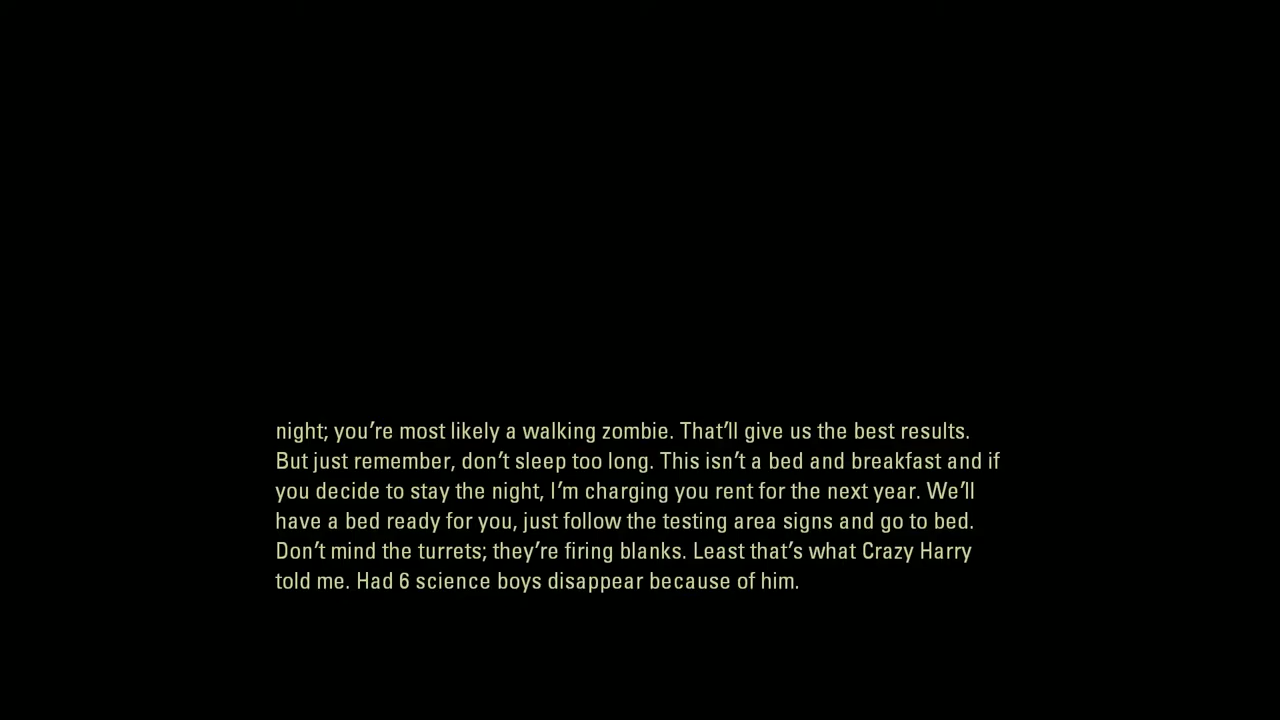 night; you're most likely a walking zombie. That'll give us the best results.
But just remember, don't sleep too long. This isn't a bed and breakfast and if
you decide to stay the night, I'm charging you rent for the next year. We'll
have a bed ready for you, just follow the testing area signs and go to bed.
Don't mind the turrets; they're firing blanks. Least that's what Crazy Harry
told me. Had 6 science boys disappear because of him.